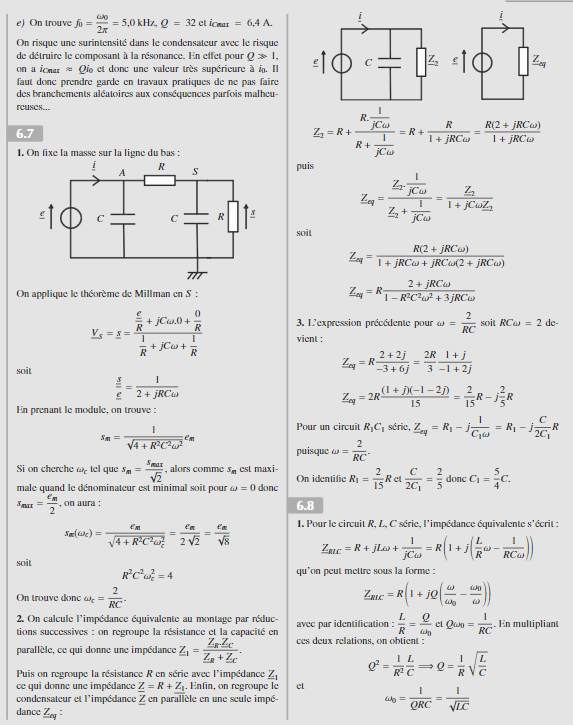 e) On trouve f₀ = ω₀/2π = 5,0 kHz, Q = 32 et i_Cmax = 6,4 A.
On risque une surintensité dans le condensateur avec le risque
de détruire le composant à la résonance. En effet pour Q ≫ 1,
on a i_Cmax ≈ Qi₀ et donc une valeur très supérieure à i₀. Il
faut donc prendre garde en travaux pratiques de ne pas faire
des branchements aléatoires aux conséquences parfois malheu-
reuses...
6.7
1. On fixe la masse sur la ligne du bas :
i A R S
e C C R s
On applique le théorème de Millman en S :
V_S = s = (e/R + jCω.0 + 0/R) / (1/R + jCω + 1/R)
soit
s/e = 1/(2 + jRCω)
En prenant le module, on trouve :
s_m = 1/√(4 + R²C²ω²) e_m
Si on cherche ω_c tel que s_m = s_max/√2, alors comme s_m est maxi-
male quand le dénominateur est minimal soit pour ω = 0 donc
s_max = e_m/2, on aura :
s_m(ω_c) = e_m/√(4 + R²C²ω_c²) = e_m/(2√2) = e_m/√8
soit
R²C²ω_c² = 4
On trouve donc ω_c = 2/RC.
2. On calcule l'impédance équivalente au montage par réduc-
tions successives : on regroupe la résistance et la capacité en
parallèle, ce qui donne une impédance Z₁ = Z_R.Z_C/(Z_R + Z_C).
Puis on regroupe la résistance R en série avec l'impédance Z₁
ce qui donne une impédance Z = R + Z₁. Enfin, on regroupe le
condensateur et l'impédance Z en parallèle en une seule impé-
dance Z_eq :
i i
e C Z₂ e Z_eq
Z₂ = R + (R.1/(jCω))/(R + 1/(jCω)) = R + R/(1 + jRCω) = R(2 + jRCω)/(1 + jRCω)
puis
Z_eq = (Z₂.1/(jCω))/(Z₂ + 1/(jCω)) = Z₂/(1 + jCωZ₂)
soit
Z_eq = R(2 + jRCω)/(1 + jRCω + jRCω(2 + jRCω))
Z_eq = R (2 + jRCω)/(1 − R²C²ω² + 3jRCω)
3. L'expression précédente pour ω = 2/RC soit RCω = 2 de-
vient :
Z_eq = R (2 + 2j)/(−3 + 6j) = 2R/3 (1 + j)/(−1 + 2j)
Z_eq = 2R (1 + j)(−1 − 2j)/15 = 2/15 R − j 2/5 R
Pour un circuit R₁C₁ série, Z_eq = R₁ − j 1/(C₁ω) = R₁ − j C/(2C₁) R
puisque ω = 2/RC.
On identifie R₁ = 2/15 R et C/(2C₁) = 2/5 donc C₁ = 5/4 C.
6.8
1. Pour le circuit R, L, C série, l'impédance équivalente s'écrit :
Z_RLC = R + jLω + 1/(jCω) = R(1 + j(L/R ω − 1/(RCω)))
qu'on peut mettre sous la forme :
Z_RLC = R(1 + jQ(ω/ω₀ − ω₀/ω))
avec par identification : L/R = Q/ω₀ et Qω₀ = 1/RC. En multipliant
ces deux relations, on obtient :
Q² = 1/R² L/C ⟹ Q = 1/R √(L/C)
et
ω₀ = 1/QRC = 1/√LC